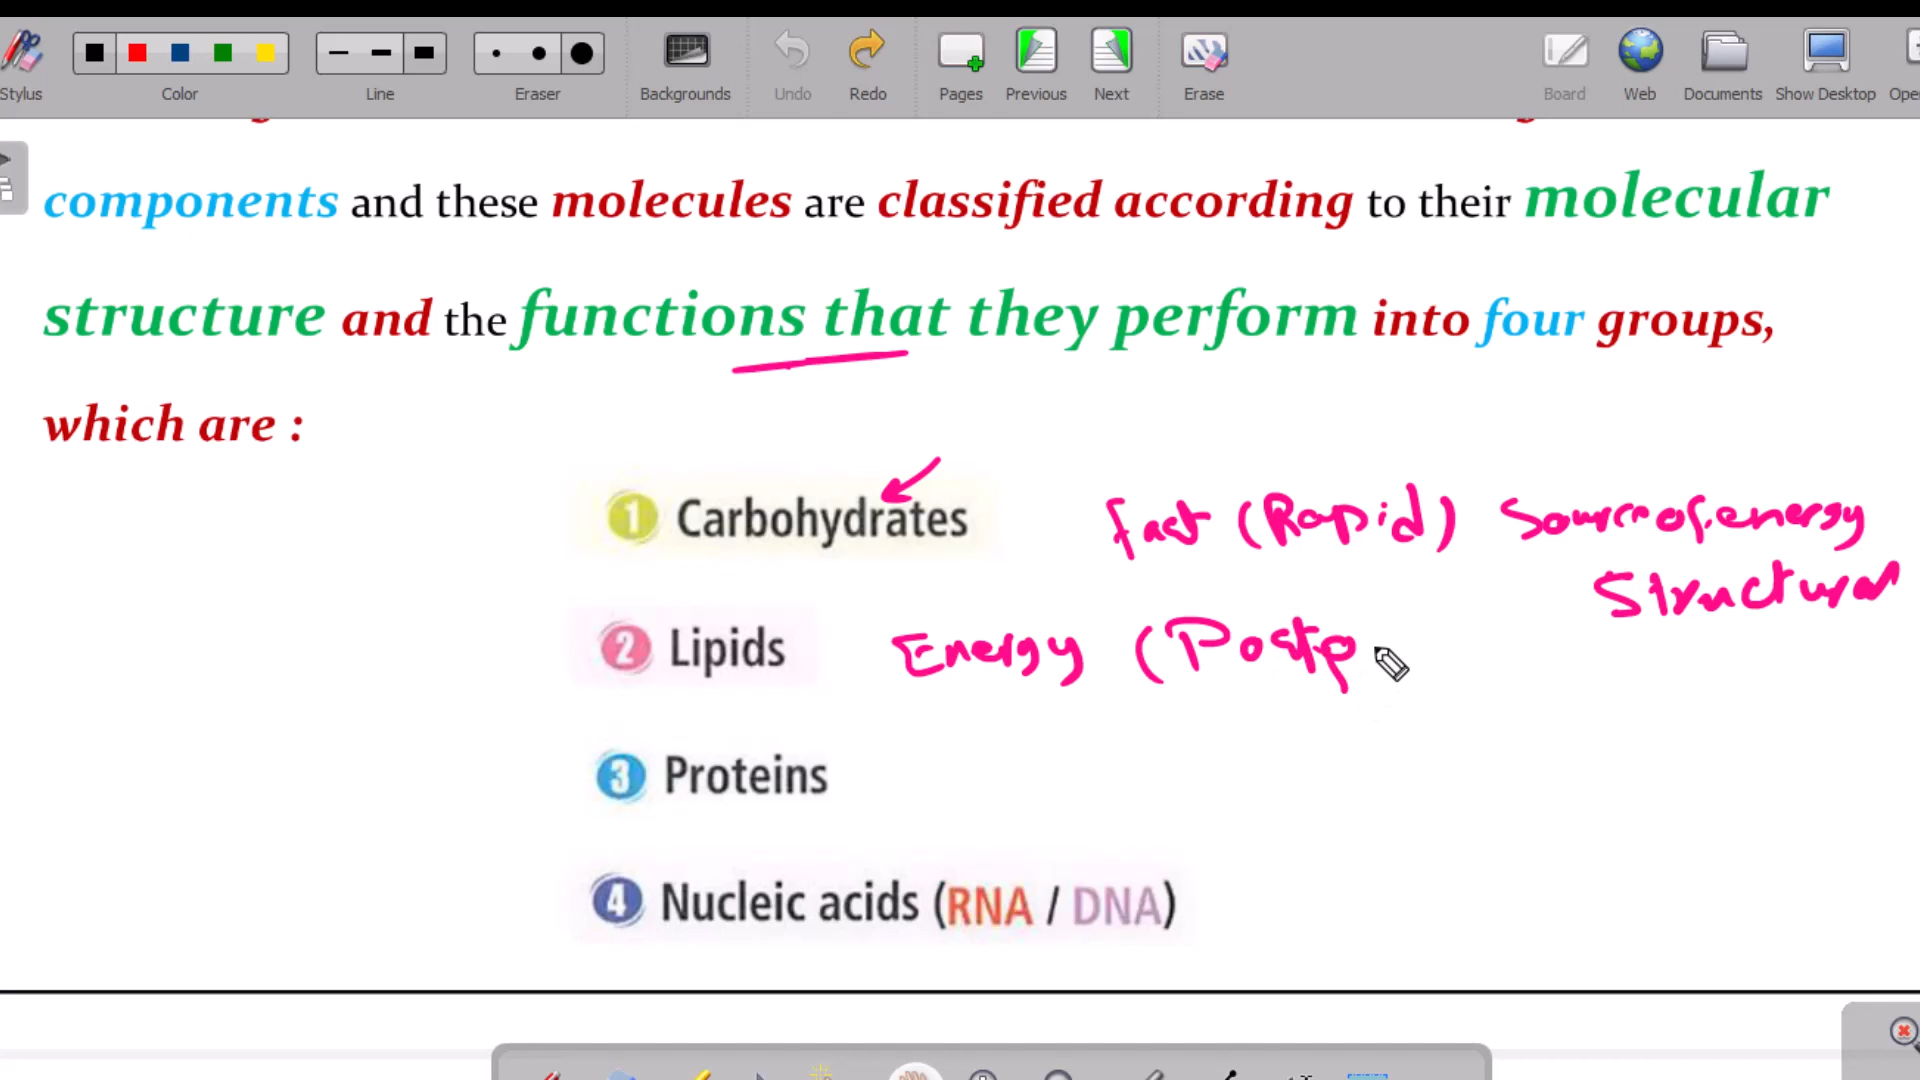 Stylus Color Line Eraser Backgrounds Undo Redo Pages Previous Next Erase Board Web Documents Show Desktop
components and these molecules are classified according to their molecular
structure and the functions that they perform into four groups,
which are :
1 Carbohydrates fast (Rapid) Source of energy
Structural
2 Lipids Energy (Postp
3 Proteins
4 Nucleic acids (RNA / DNA)